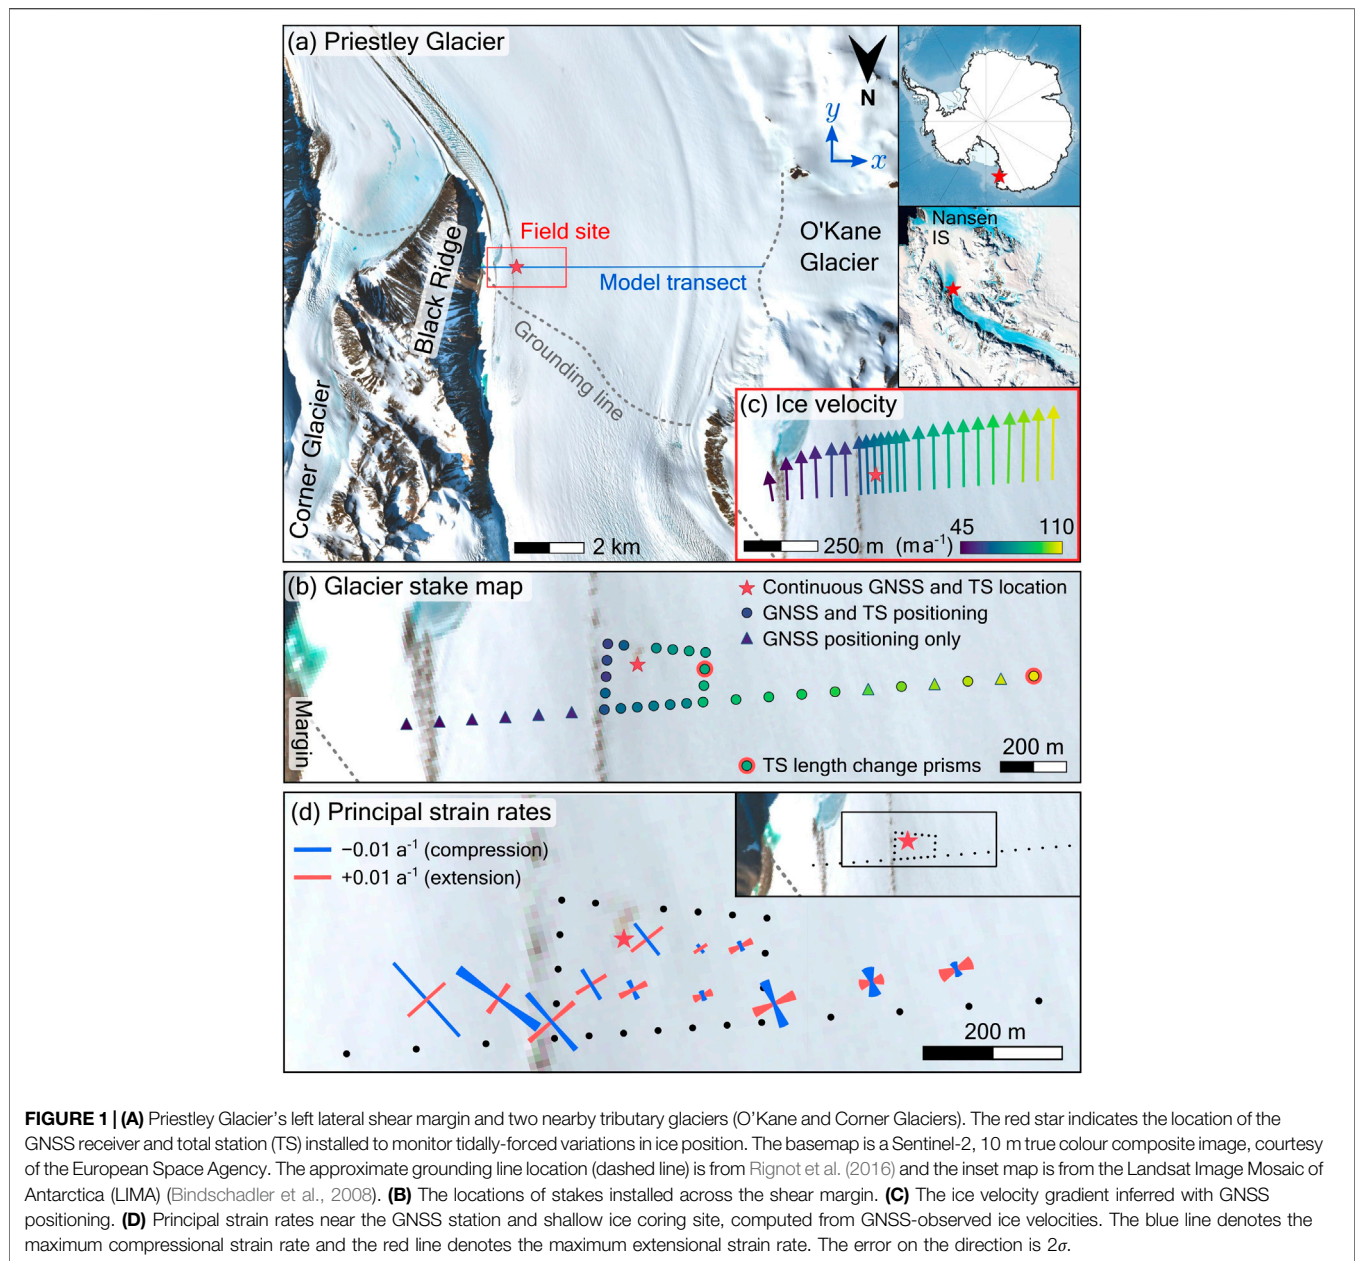 (a) Priestley Glacier
N
y
x
Field site
Model transect
O'Kane
Glacier
Black Ridge
Grounding line
Corner Glacier
2 km
Nansen
IS
(c) Ice velocity
45
110
250 m
(m a⁻¹)
(b) Glacier stake map
Continuous GNSS and TS location
GNSS and TS positioning
GNSS positioning only
Margin
200 m
TS length change prisms
(d) Principal strain rates
−0.01 a⁻¹ (compression)
+0.01 a⁻¹ (extension)
200 m
FIGURE 1 | (A) Priestley Glacier’s left lateral shear margin and two nearby tributary glaciers (O’Kane and Corner Glaciers). The red star indicates the location of the
GNSS receiver and total station (TS) installed to monitor tidally-forced variations in ice position. The basemap is a Sentinel-2, 10 m true colour composite image, courtesy
of the European Space Agency. The approximate grounding line location (dashed line) is from Rignot et al. (2016) and the inset map is from the Landsat Image Mosaic of
Antarctica (LIMA) (Bindschadler et al., 2008). (B) The locations of stakes installed across the shear margin. (C) The ice velocity gradient inferred with GNSS
positioning. (D) Principal strain rates near the GNSS station and shallow ice coring site, computed from GNSS-observed ice velocities. The blue line denotes the
maximum compressional strain rate and the red line denotes the maximum extensional strain rate. The error on the direction is 2σ.